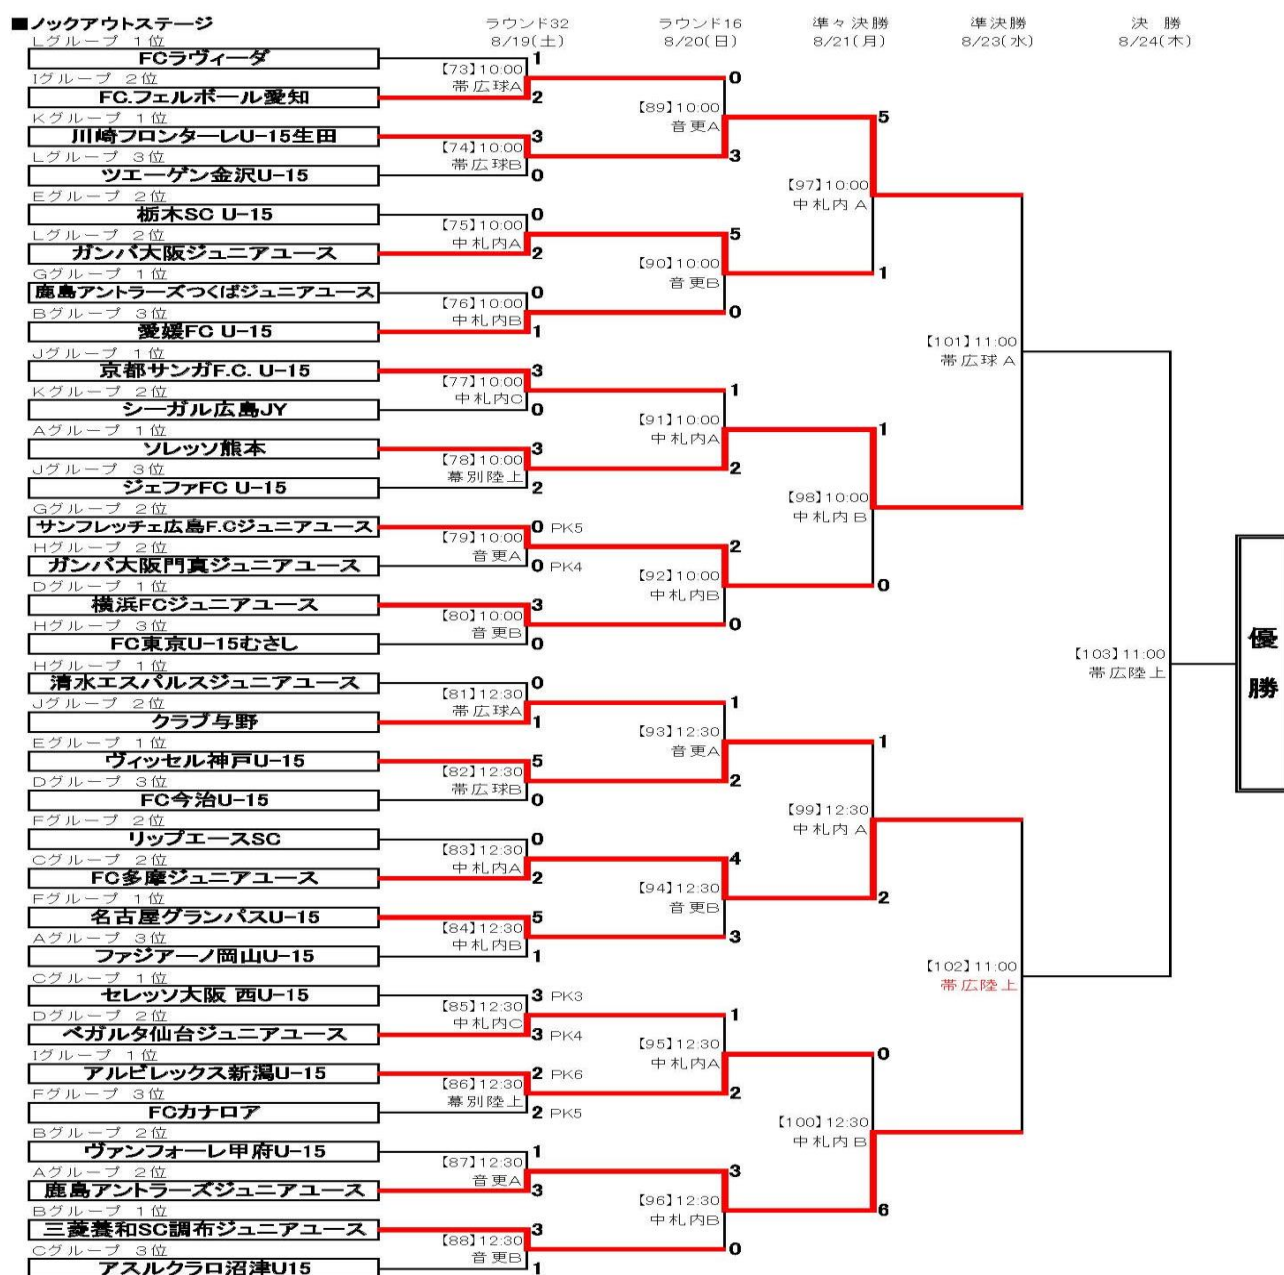 ■ノックアウトステージ
ラウンド32
8/19(土)
ラウンド16
8/20(日)
準々決勝
8/21(月)
準決勝
8/23(水)
決 勝
8/24(木)
Lグループ 1位
FCラヴィーダ 1
【73】10:00
帯広球A
Iグループ 2位
FC.フェルボール愛知 2
0
【89】10:00
音更A
Kグループ 1位
川崎フロンターレU-15生田 3
【74】10:00
帯広球B
3
Lグループ 3位
ツエーゲン金沢U-15 0
5
【97】10:00
中札内 A
Eグループ 2位
栃木SC U-15 0
【75】10:00
中札内A
Lグループ 2位
ガンバ大阪ジュニアユース 2
5
【90】10:00
音更B
1
Gグループ 1位
鹿島アントラーズつくばジュニアユース 0
【76】10:00
中札内B
0
Bグループ 3位
愛媛FC U-15 1
【101】11:00
帯広球 A
Jグループ 1位
京都サンガF.C. U-15 3
【77】10:00
中札内C
Kグループ 2位
シーガル広島JY 0
1
【91】10:00
中札内A
Aグループ 1位
ソレッソ熊本 3
【78】10:00
幕別陸上
2
Jグループ 3位
ジェファFC U-15 2
1
【98】10:00
中札内 B
Gグループ 2位
サンフレッチェ広島F.Cジュニアユース 0 PK5
【79】10:00
音更A
Hグループ 2位
ガンバ大阪門真ジュニアユース 0 PK4
2
【92】10:00
中札内B
0
Dグループ 1位
横浜FCジュニアユース 3
【80】10:00
音更B
0
Hグループ 3位
FC東京U-15むさし 0
【103】11:00
帯広陸上
優勝
Hグループ 1位
清水エスパルスジュニアユース 0
【81】12:30
帯広球A
Jグループ 2位
クラブ与野 1
1
【93】12:30
音更A
Eグループ 1位
ヴィッセル神戸U-15 5
【82】12:30
帯広球B
2
Dグループ 3位
FC今治U-15 0
1
【99】12:30
中札内 A
Fグループ 2位
リップエースSC 0
【83】12:30
中札内A
Cグループ 2位
FC多摩ジュニアユース 2
4
【94】12:30
音更B
2
Fグループ 1位
名古屋グランパスU-15 5
【84】12:30
中札内B
3
Aグループ 3位
ファジアーノ岡山U-15 1
【102】11:00
帯広陸上
Cグループ 1位
セレッソ大阪 西U-15 3 PK3
【85】12:30
中札内C
Dグループ 2位
ベガルタ仙台ジュニアユース 3 PK4
1
【95】12:30
中札内A
Iグループ 1位
アルビレックス新潟U-15 2 PK6
【86】12:30
幕別陸上
2
Fグループ 3位
FCカナロア 2 PK5
0
【100】12:30
中札内 B
Bグループ 2位
ヴァンフォーレ甲府U-15 1
【87】12:30
音更A
Aグループ 2位
鹿島アントラーズジュニアユース 3
3
【96】12:30
中札内B
6
Bグループ 1位
三菱養和SC調布ジュニアユース 3
【88】12:30
音更B
0
Cグループ 3位
アスルクラロ沼津U15 1